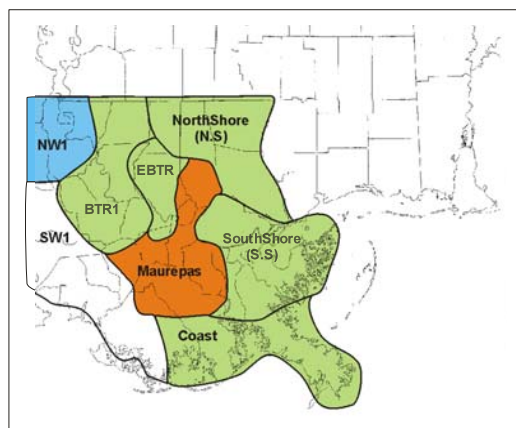 NorthShore
(N.S)
NW1
EBTR
BTR1
SW1
SouthShore
(S.S)
Maurepas
Coast